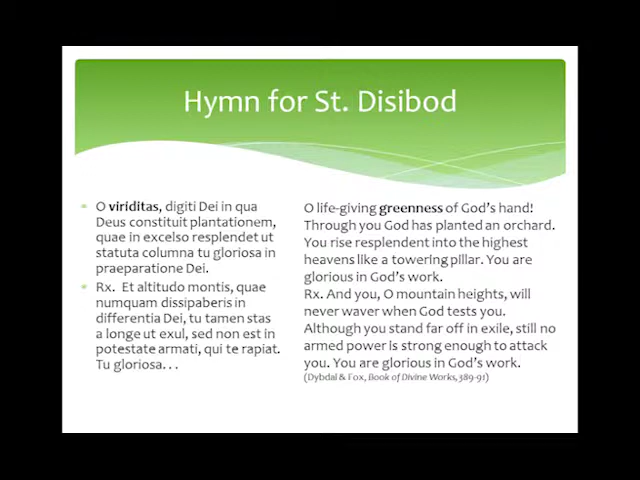 Hymn for St. Disibod
O viriditas, digiti Dei in qua
Deus constituit plantationem,
quae in excelso resplendet ut
statuta columna tu gloriosa in
praeparatione Dei.
Rx. Et altitudo montis, quae
numquam dissipaberis in
differentia Dei, tu tamen stas
a longe ut exul, sed non est in
potestate armati, qui te rapiat.
Tu gloriosa. . .
O life-giving greenness of God's hand!
Through you God has planted an orchard.
You rise resplendent into the highest
heavens like a towering pillar. You are
glorious in God's work.
Rx. And you, O mountain heights, will
never waver when God tests you.
Although you stand far off in exile, still no
armed power is strong enough to attack
you. You are glorious in God's work.
(Dybdal & Fox, Book of Divine Works, 389-91)